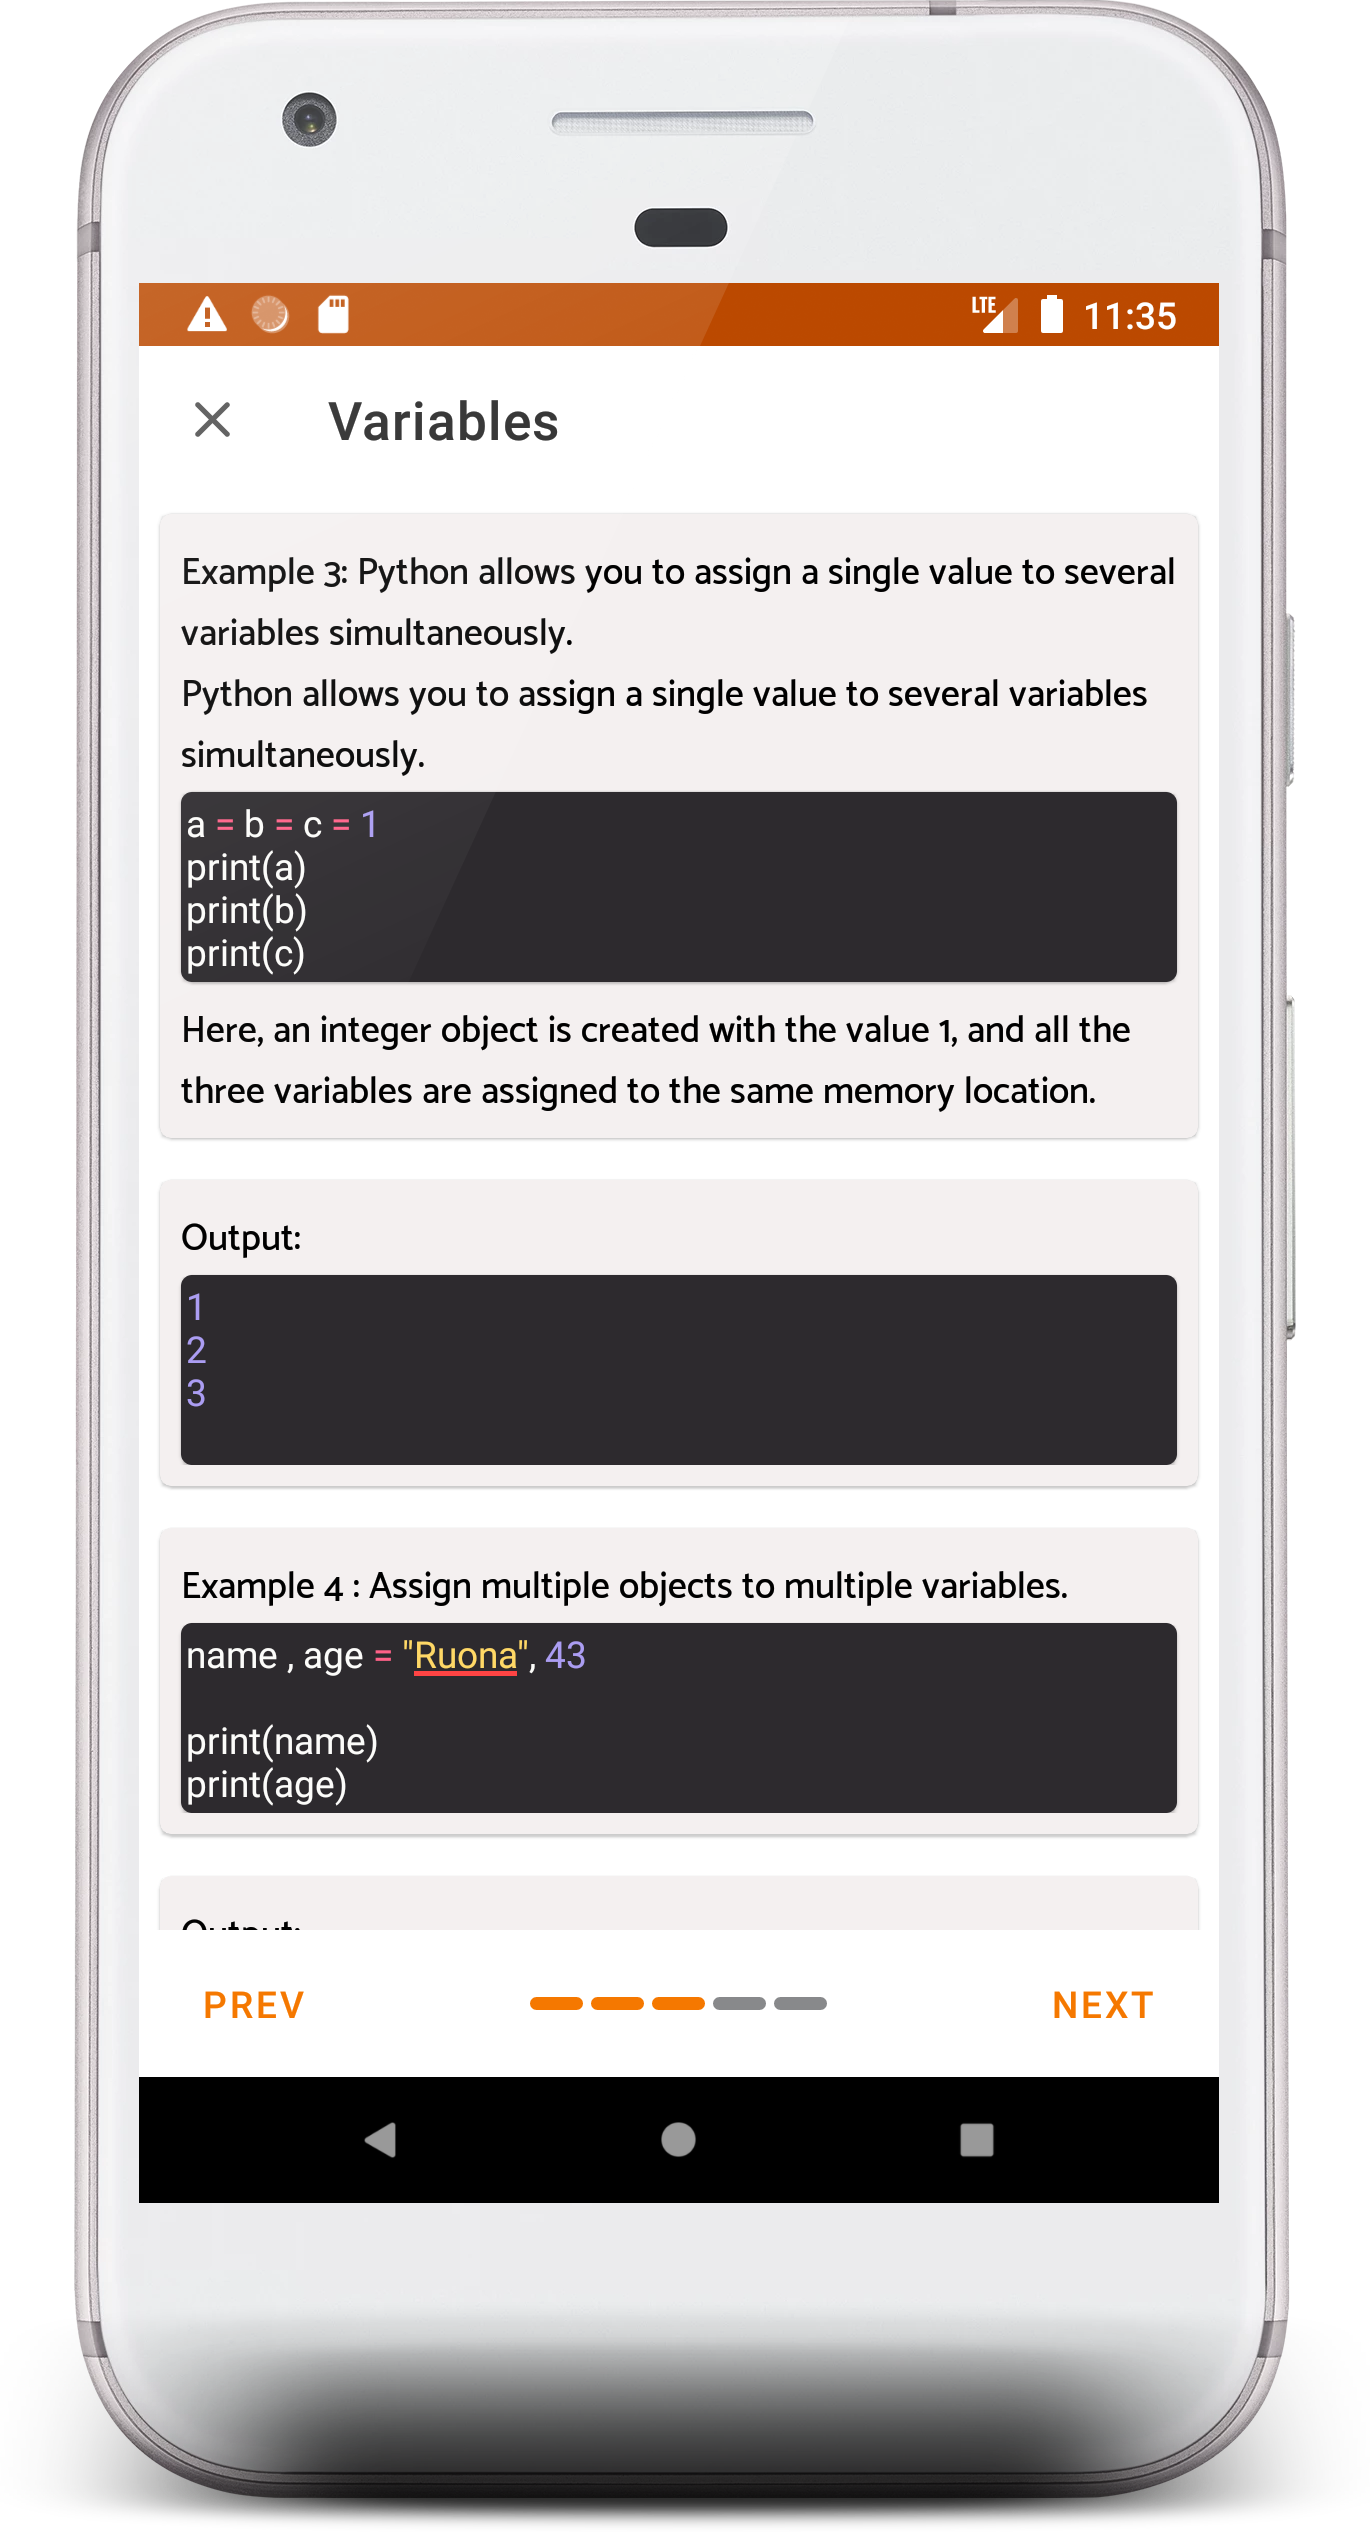 LTE 11:35
Variables
Example 3: Python allows you to assign a single value to several
variables simultaneously.
Python allows you to assign a single value to several variables
simultaneously.
a = b = c = 1
print(a)
print(b)
print(c)
Here, an integer object is created with the value 1, and all the
three variables are assigned to the same memory location.
Output:
1
2
3
Example 4 : Assign multiple objects to multiple variables.
name , age = "Ruona", 43
print(name)
print(age)
Output:
PREV NEXT